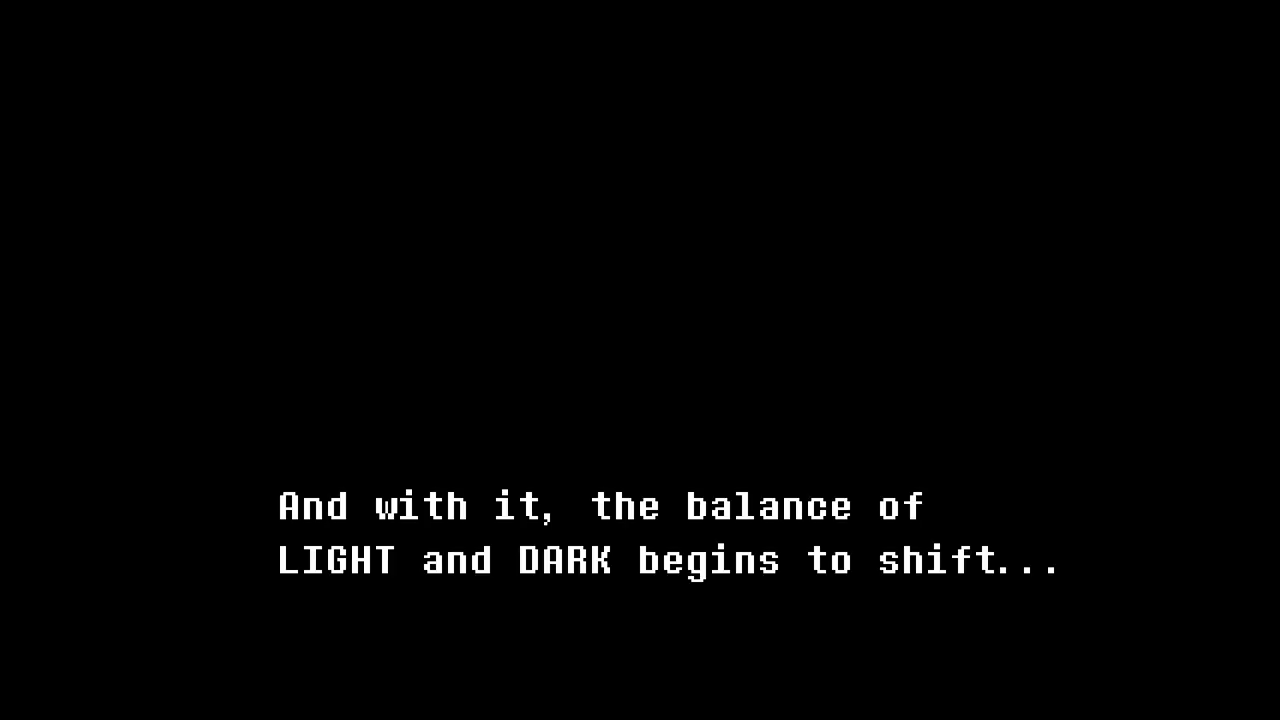 And with it, the balance of
LIGHT and DARK begins to shift...